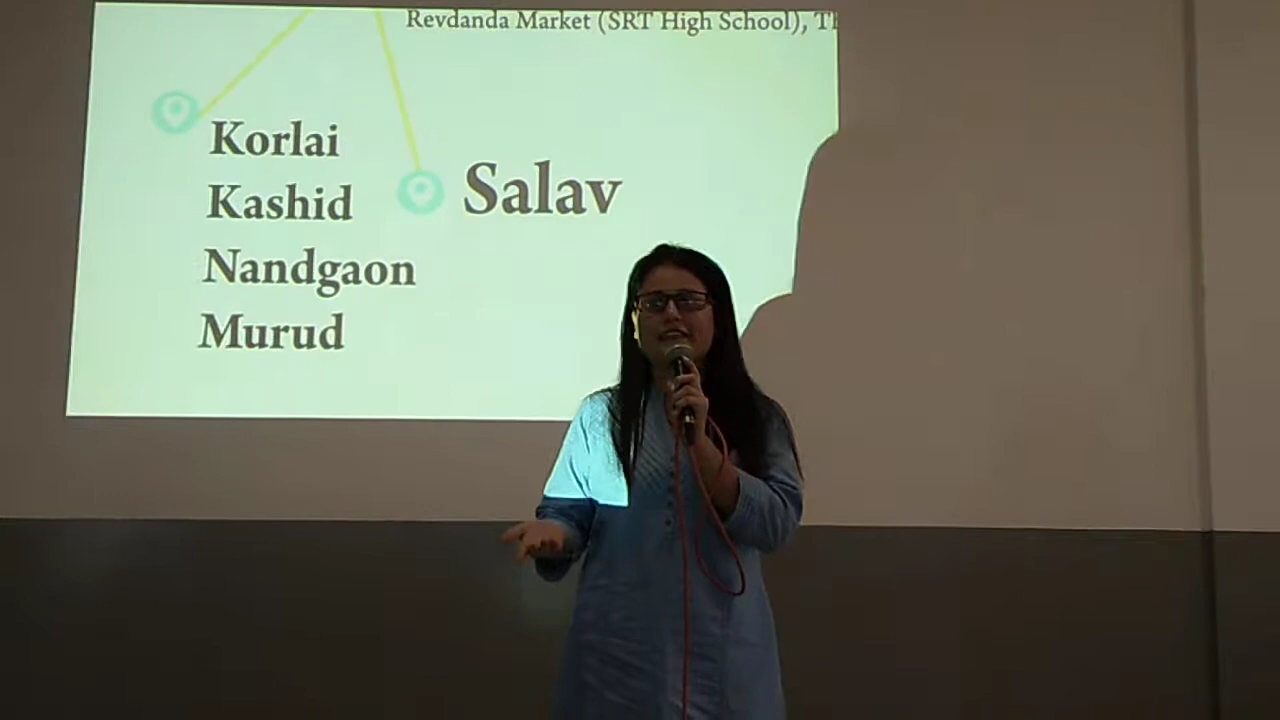 Revdanda Market (SRT High School),
Korlai
Kashid
Salav
Nandgaon
Murud